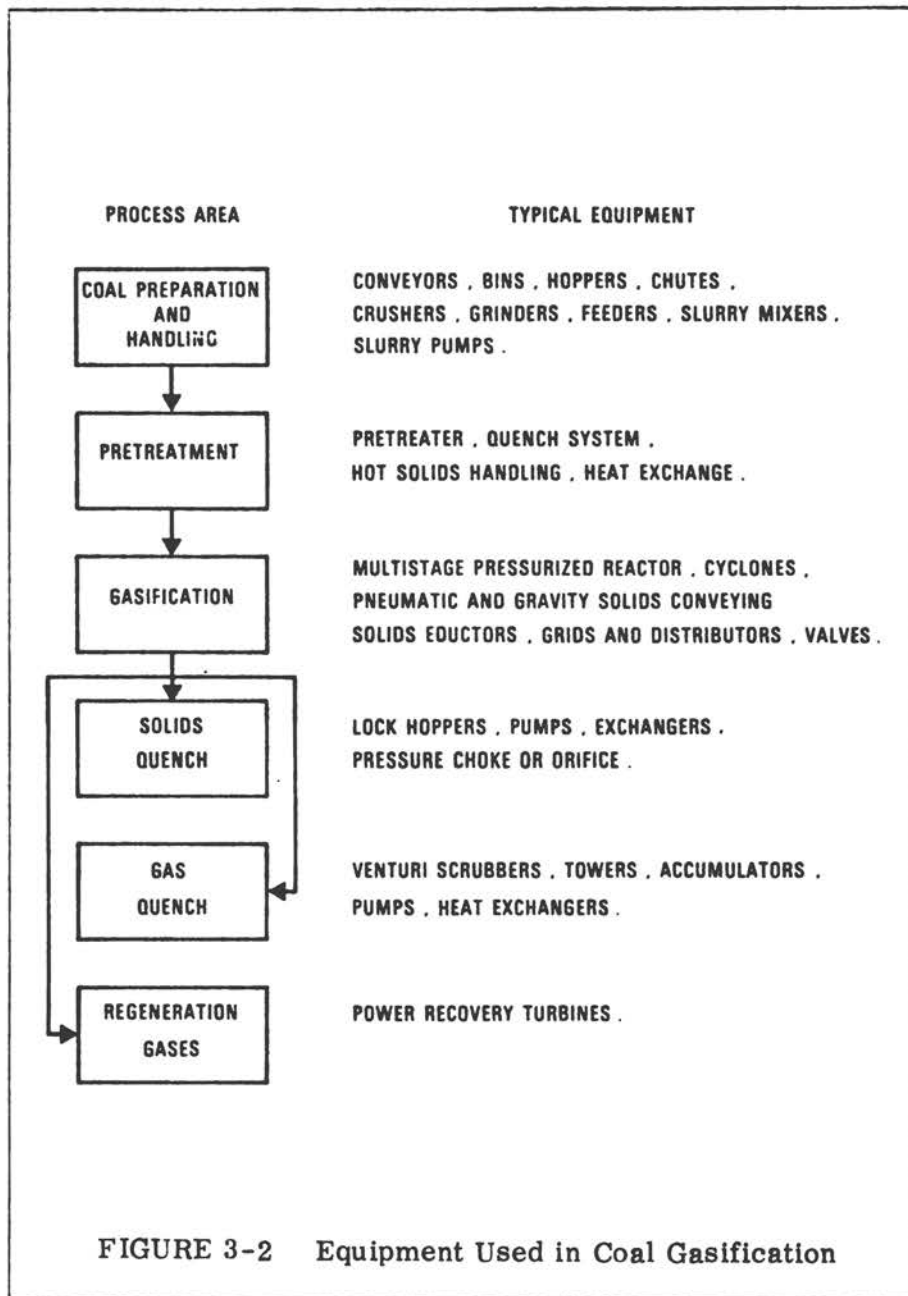 PROCESS AREA
TYPICAL EQUIPMENT
COAL PREPARATION
AND
HANDLING
CONVEYORS , BINS , HOPPERS , CHUTES ,
CRUSHERS , GRINDERS , FEEDERS , SLURRY MIXERS ,
SLURRY PUMPS .
PRETREATMENT
PRETREATER , QUENCH SYSTEM ,
HOT SOLIDS HANDLING , HEAT EXCHANGE .
GASIFICATION
MULTISTAGE PRESSURIZED REACTOR , CYCLONES ,
PNEUMATIC AND GRAVITY SOLIDS CONVEYING
SOLIDS EDUCTORS , GRIDS AND DISTRIBUTORS , VALVES .
SOLIDS
QUENCH
LOCK HOPPERS , PUMPS , EXCHANGERS ,
PRESSURE CHOKE OR ORIFICE .
GAS
QUENCH
VENTURI SCRUBBERS , TOWERS , ACCUMULATORS ,
PUMPS , HEAT EXCHANGERS .
REGENERATION
GASES
POWER RECOVERY TURBINES .
FIGURE 3-2 Equipment Used in Coal Gasification